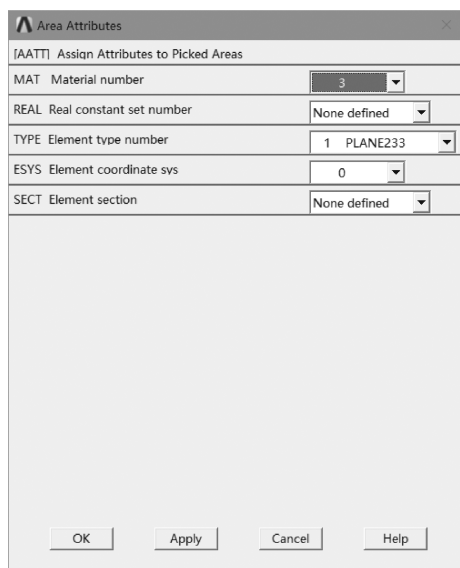 Area Attributes
[AATT] Assign Attributes to Picked Areas
MAT Material number 3
REAL Real constant set number None defined
TYPE Element type number 1 PLANE233
ESYS Element coordinate sys 0
SECT Element section None defined
OK Apply Cancel Help